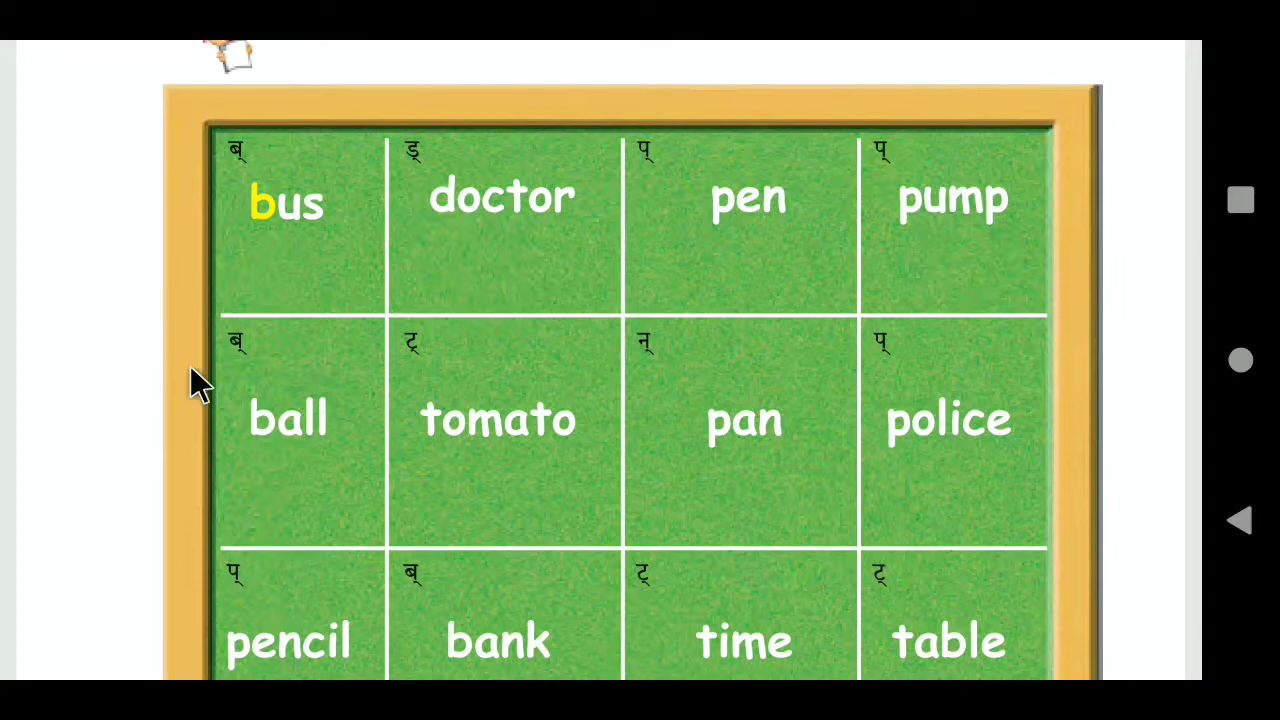 ब् ड् प् प्
bus doctor pen pump
ब् ट्र् न् प्
ball tomato pan police
प् ब् ट् ट्
pencil bank time table